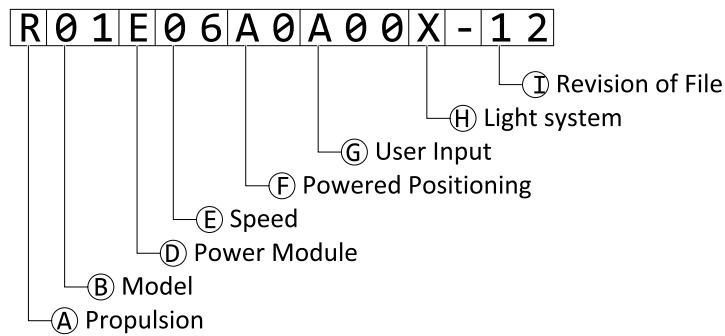 R01E06A0A00X-12
I Revision of File
H Light system
G User Input
F Powered Positioning
E Speed
D Power Module
B Model
A Propulsion